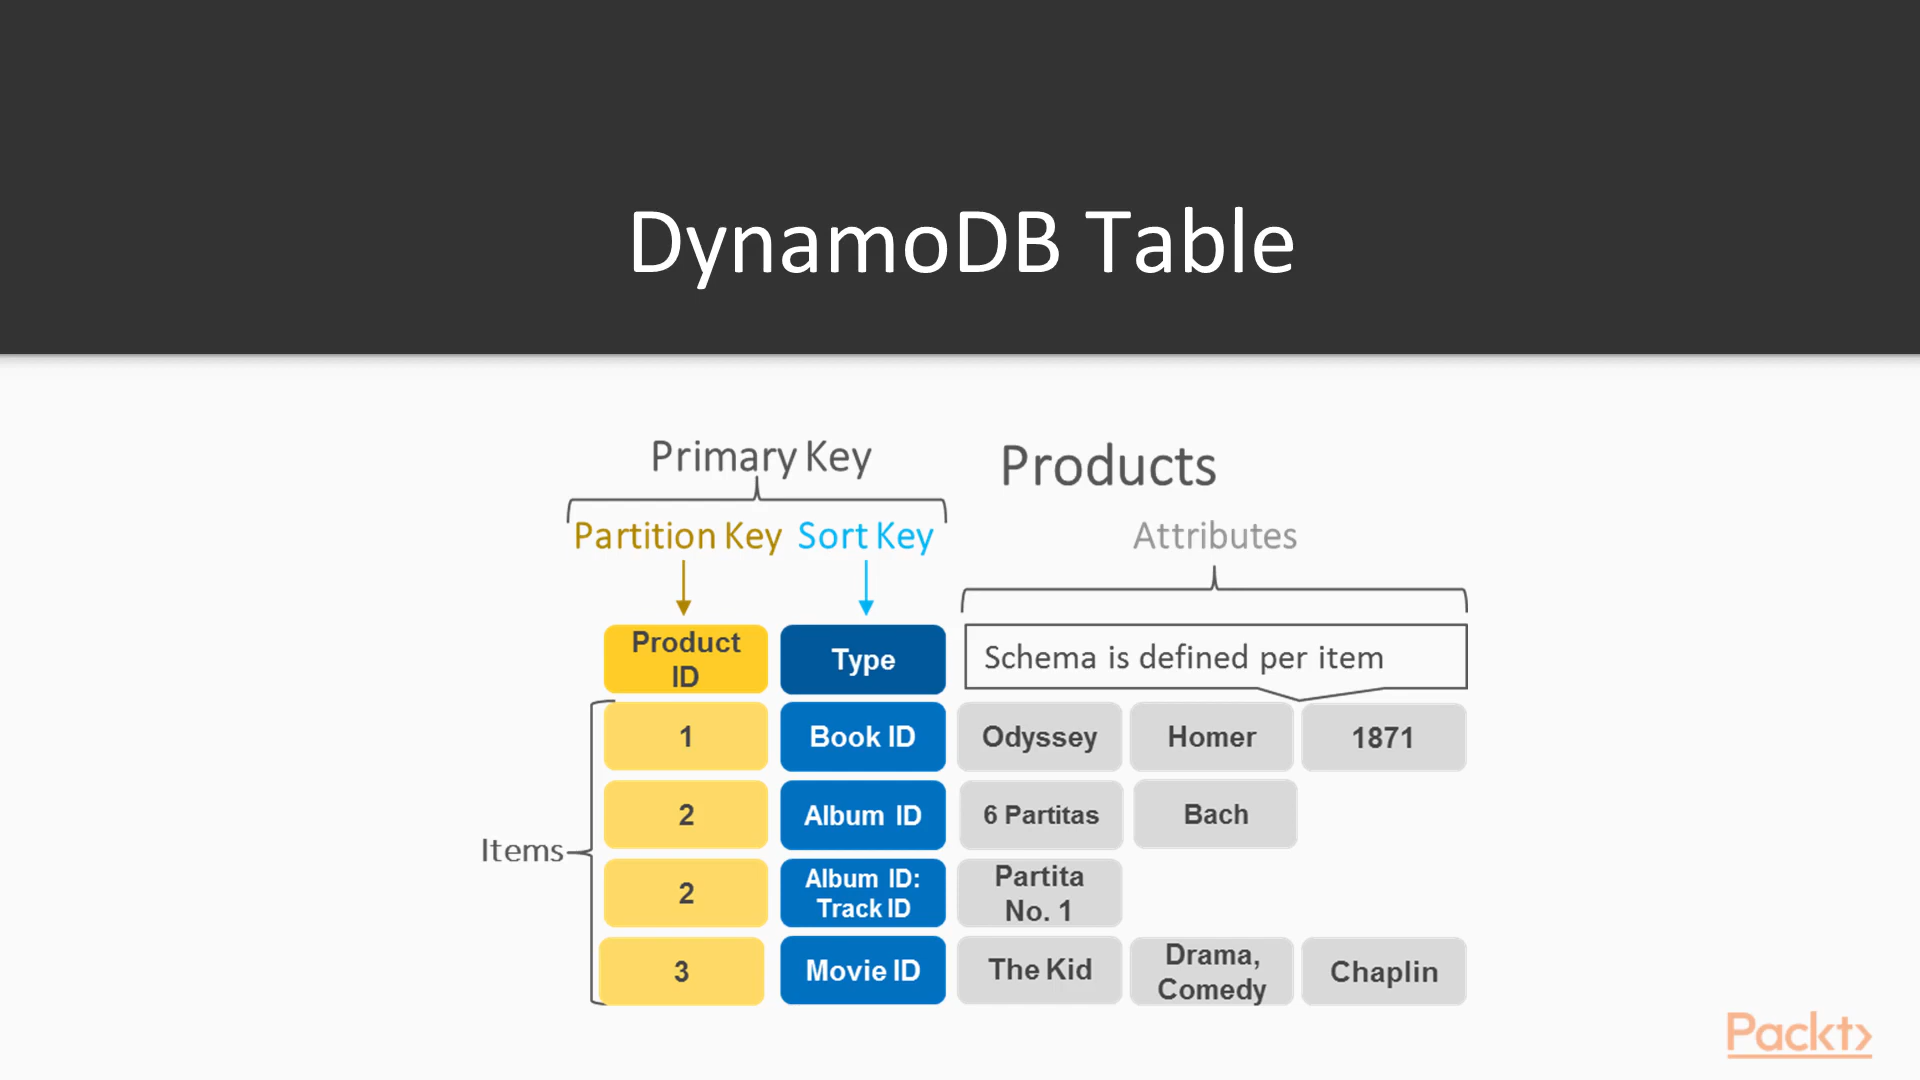 DynamoDB Table
Primary Key
Products
Partition Key
Sort Key
Attributes
Product
ID
Type
Schema is defined per item
1
Book ID
Odyssey
Homer
1871
2
Album ID
6 Partitas
Bach
Items
2
Album ID:
Track ID
Partita
No. 1
3
Movie ID
The Kid
Drama,
Comedy
Chaplin
Packt>